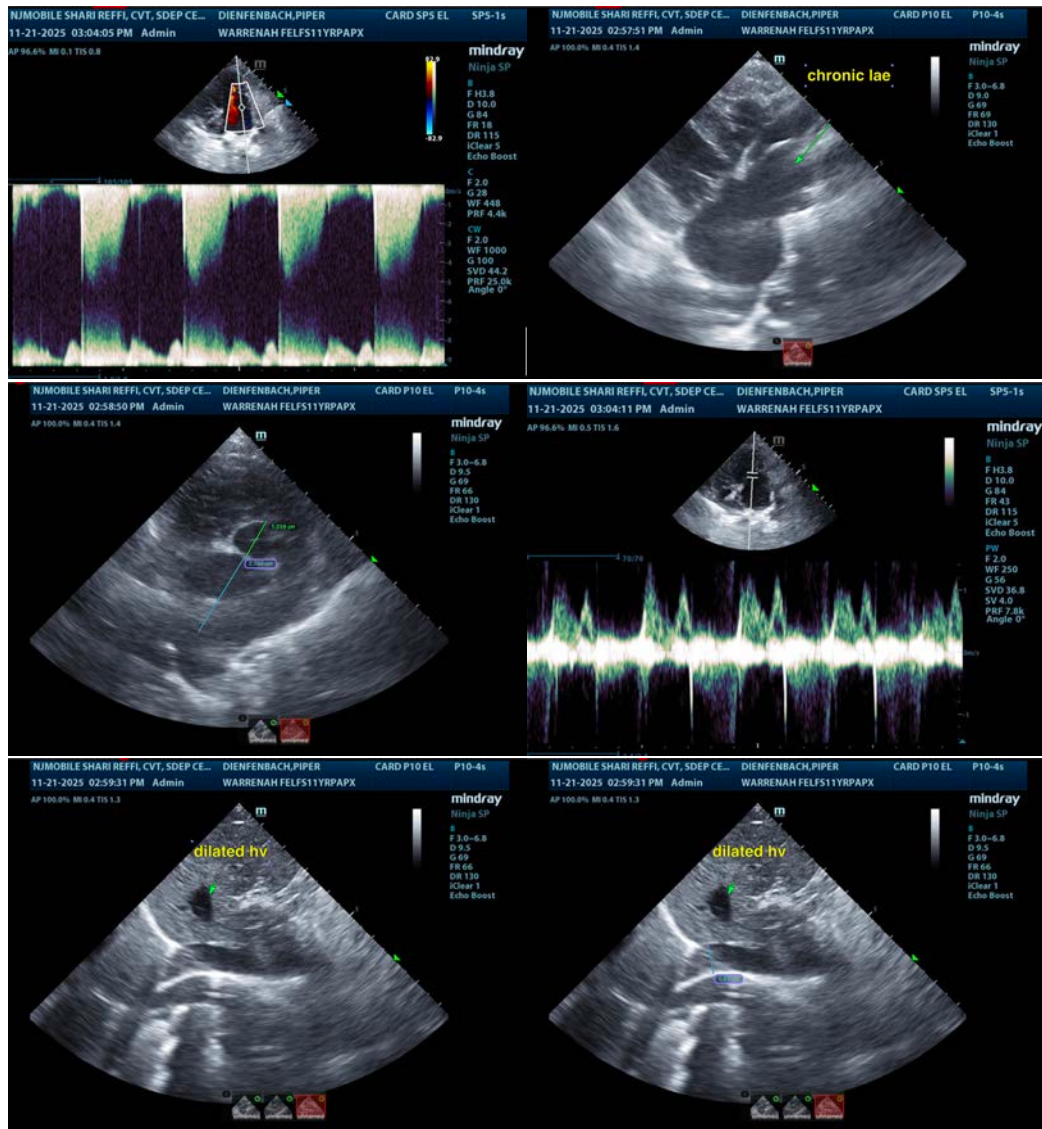 NJMOBILE SHARI REFFI, CVT, SDEP CE... DIENFENBACH,PIPER CARD SP5 EL SP5-1s
11-21-2025 03:04:05 PM Admin WARRENAH FELFS11YRPAPX
AP 96.6% MI 0.1 TIS 0.8
mindray
Ninja SP
B
F H3.8
D 10.0
G 84
FR 18
DR 115
iClear 5
Echo Boost
C
F 2.0
G 28
WF 448
PRF 4.4k
CW
F 2.0
WF 1000
G 100
SVD 44.2
PRF 25.0k
Angle 0°
-82.9
NJMOBILE SHARI REFFI, CVT, SDEP CE... DIENFENBACH,PIPER CARD P10 EL P10-4s
11-21-2025 02:57:51 PM Admin WARRENAH FELFS11YRPAPX
AP 100.0% MI 0.4 TIS 1.4
mindray
Ninja SP
chronic lae
B
F 3.0-6.8
D 9.0
G 69
FR 69
DR 130
iClear 1
Echo Boost
NJMOBILE SHARI REFFI, CVT, SDEP CE... DIENFENBACH,PIPER CARD P10 EL P10-4s
11-21-2025 02:58:50 PM Admin WARRENAH FELFS11YRPAPX
AP 100.0% MI 0.4 TIS 1.4
mindray
Ninja SP
B
F 3.0-6.8
D 9.5
G 69
FR 66
DR 130
iClear 1
Echo Boost
NJMOBILE SHARI REFFI, CVT, SDEP CE... DIENFENBACH,PIPER CARD SP5 EL SP5-1s
11-21-2025 03:04:11 PM Admin WARRENAH FELFS11YRPAPX
AP 96.6% MI 0.5 TIS 1.6
mindray
Ninja SP
B
F H3.8
D 10.0
G 84
FR 43
DR 115
iClear 5
Echo Boost
PW
F 2.0
WF 250
G 56
SVD 36.8
SV 4.0
PRF 7.8k
Angle 0°
70/70
NJMOBILE SHARI REFFI, CVT, SDEP CE... DIENFENBACH,PIPER CARD P10 EL P10-4s
11-21-2025 02:59:31 PM Admin WARRENAH FELFS11YRPAPX
AP 100.0% MI 0.4 TIS 1.3
mindray
Ninja SP
dilated hv
B
F 3.0-6.8
D 9.5
G 69
FR 66
DR 130
iClear 1
Echo Boost
NJMOBILE SHARI REFFI, CVT, SDEP CE... DIENFENBACH,PIPER CARD P10 EL P10-4s
11-21-2025 02:59:31 PM Admin WARRENAH FELFS11YRPAPX
AP 100.0% MI 0.4 TIS 1.3
mindray
Ninja SP
dilated hv
B
F 3.0-6.8
D 9.5
G 69
FR 66
DR 130
iClear 1
Echo Boost